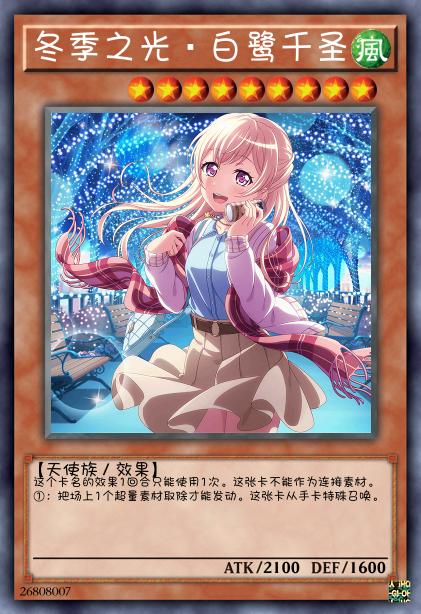 冬季之光·白鹭千圣
風
【天使族/效果】
这个卡名的效果1回合只能使用1次。这张卡不能作为连接素材。
①：把场上1个超量素材取除才能发动。这张卡从手卡特殊召唤。
ATK/2100 DEF/1600
26808007